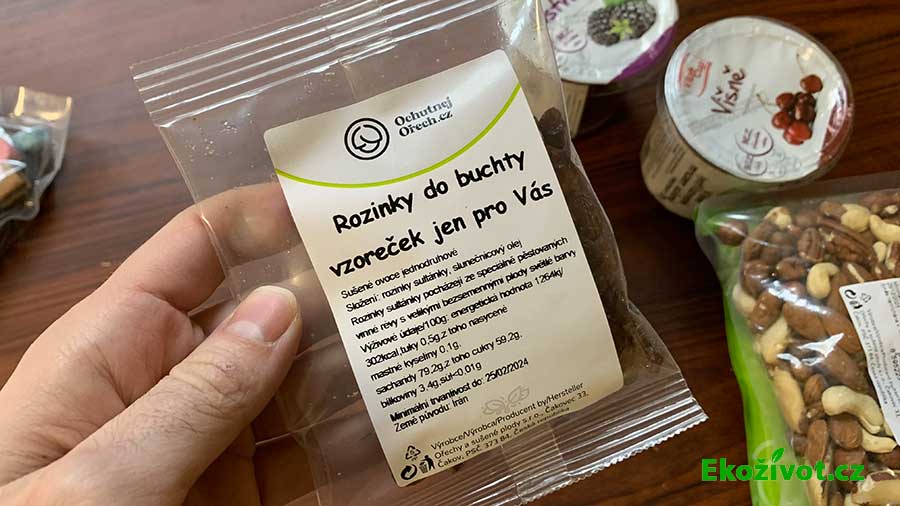 Ochutnej
Ořech.cz
Rozinky do buchty
vzoreček jen pro Vás
Sušené ovoce jednodruhové
Složení: rozinky sultánky, slunečnicový olej
Rozinky sultánky pocházejí ze speciálně pěstovaných
vinné révy s velikými bezsemennými plody světlé barvy
Výživové údaje/100g: energetická hodnota 1264kj/
302kcal,tuky 0.5g,z toho nasycené
mastné kyseliny 0.1g,
sacharidy 79.2g,z toho cukry 59.2g,
bílkoviny 3.4g,sůl<0.01g
Minimální trvanlivost do: 25/02/2024
Země původu: Írán
Výrobce/Výrobca/Producent by/Hersteller
Ořechy a sušené plody s.r.o., Čakovec 33,
Čakov, PSČ 373 84, Česká republika
Višně
Ekoživot.cz